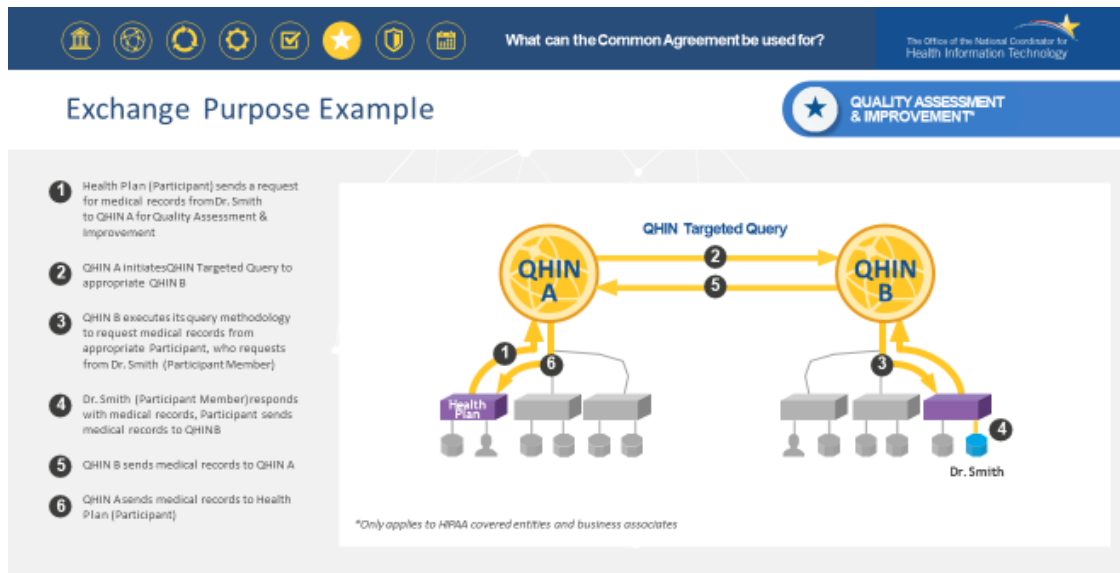 What can the Common Agreement be used for?
The Office of the National Coordinator for
Health Information Technology
Exchange Purpose Example
QUALITY ASSESSMENT
& IMPROVEMENT*
1
Health Plan (Participant) sends a request
for medical records from Dr. Smith
to QHIN A for Quality Assessment &
Improvement
2
QHIN A initiates QHIN Targeted Query to
appropriate QHIN B
3
QHIN B executes its query methodology
to request medical records from
appropriate Participant, who requests
from Dr. Smith (Participant Member)
4
Dr. Smith (Participant Member) responds
with medical records, Participant sends
medical records to QHIN B
5
QHIN B sends medical records to QHIN A
6
QHIN A sends medical records to Health
Plan (Participant)
QHIN Targeted Query
QHIN
A
2
5
QHIN
B
1
6
3
Health
Plan
4
Dr. Smith
*Only applies to HIPAA covered entities and business associates